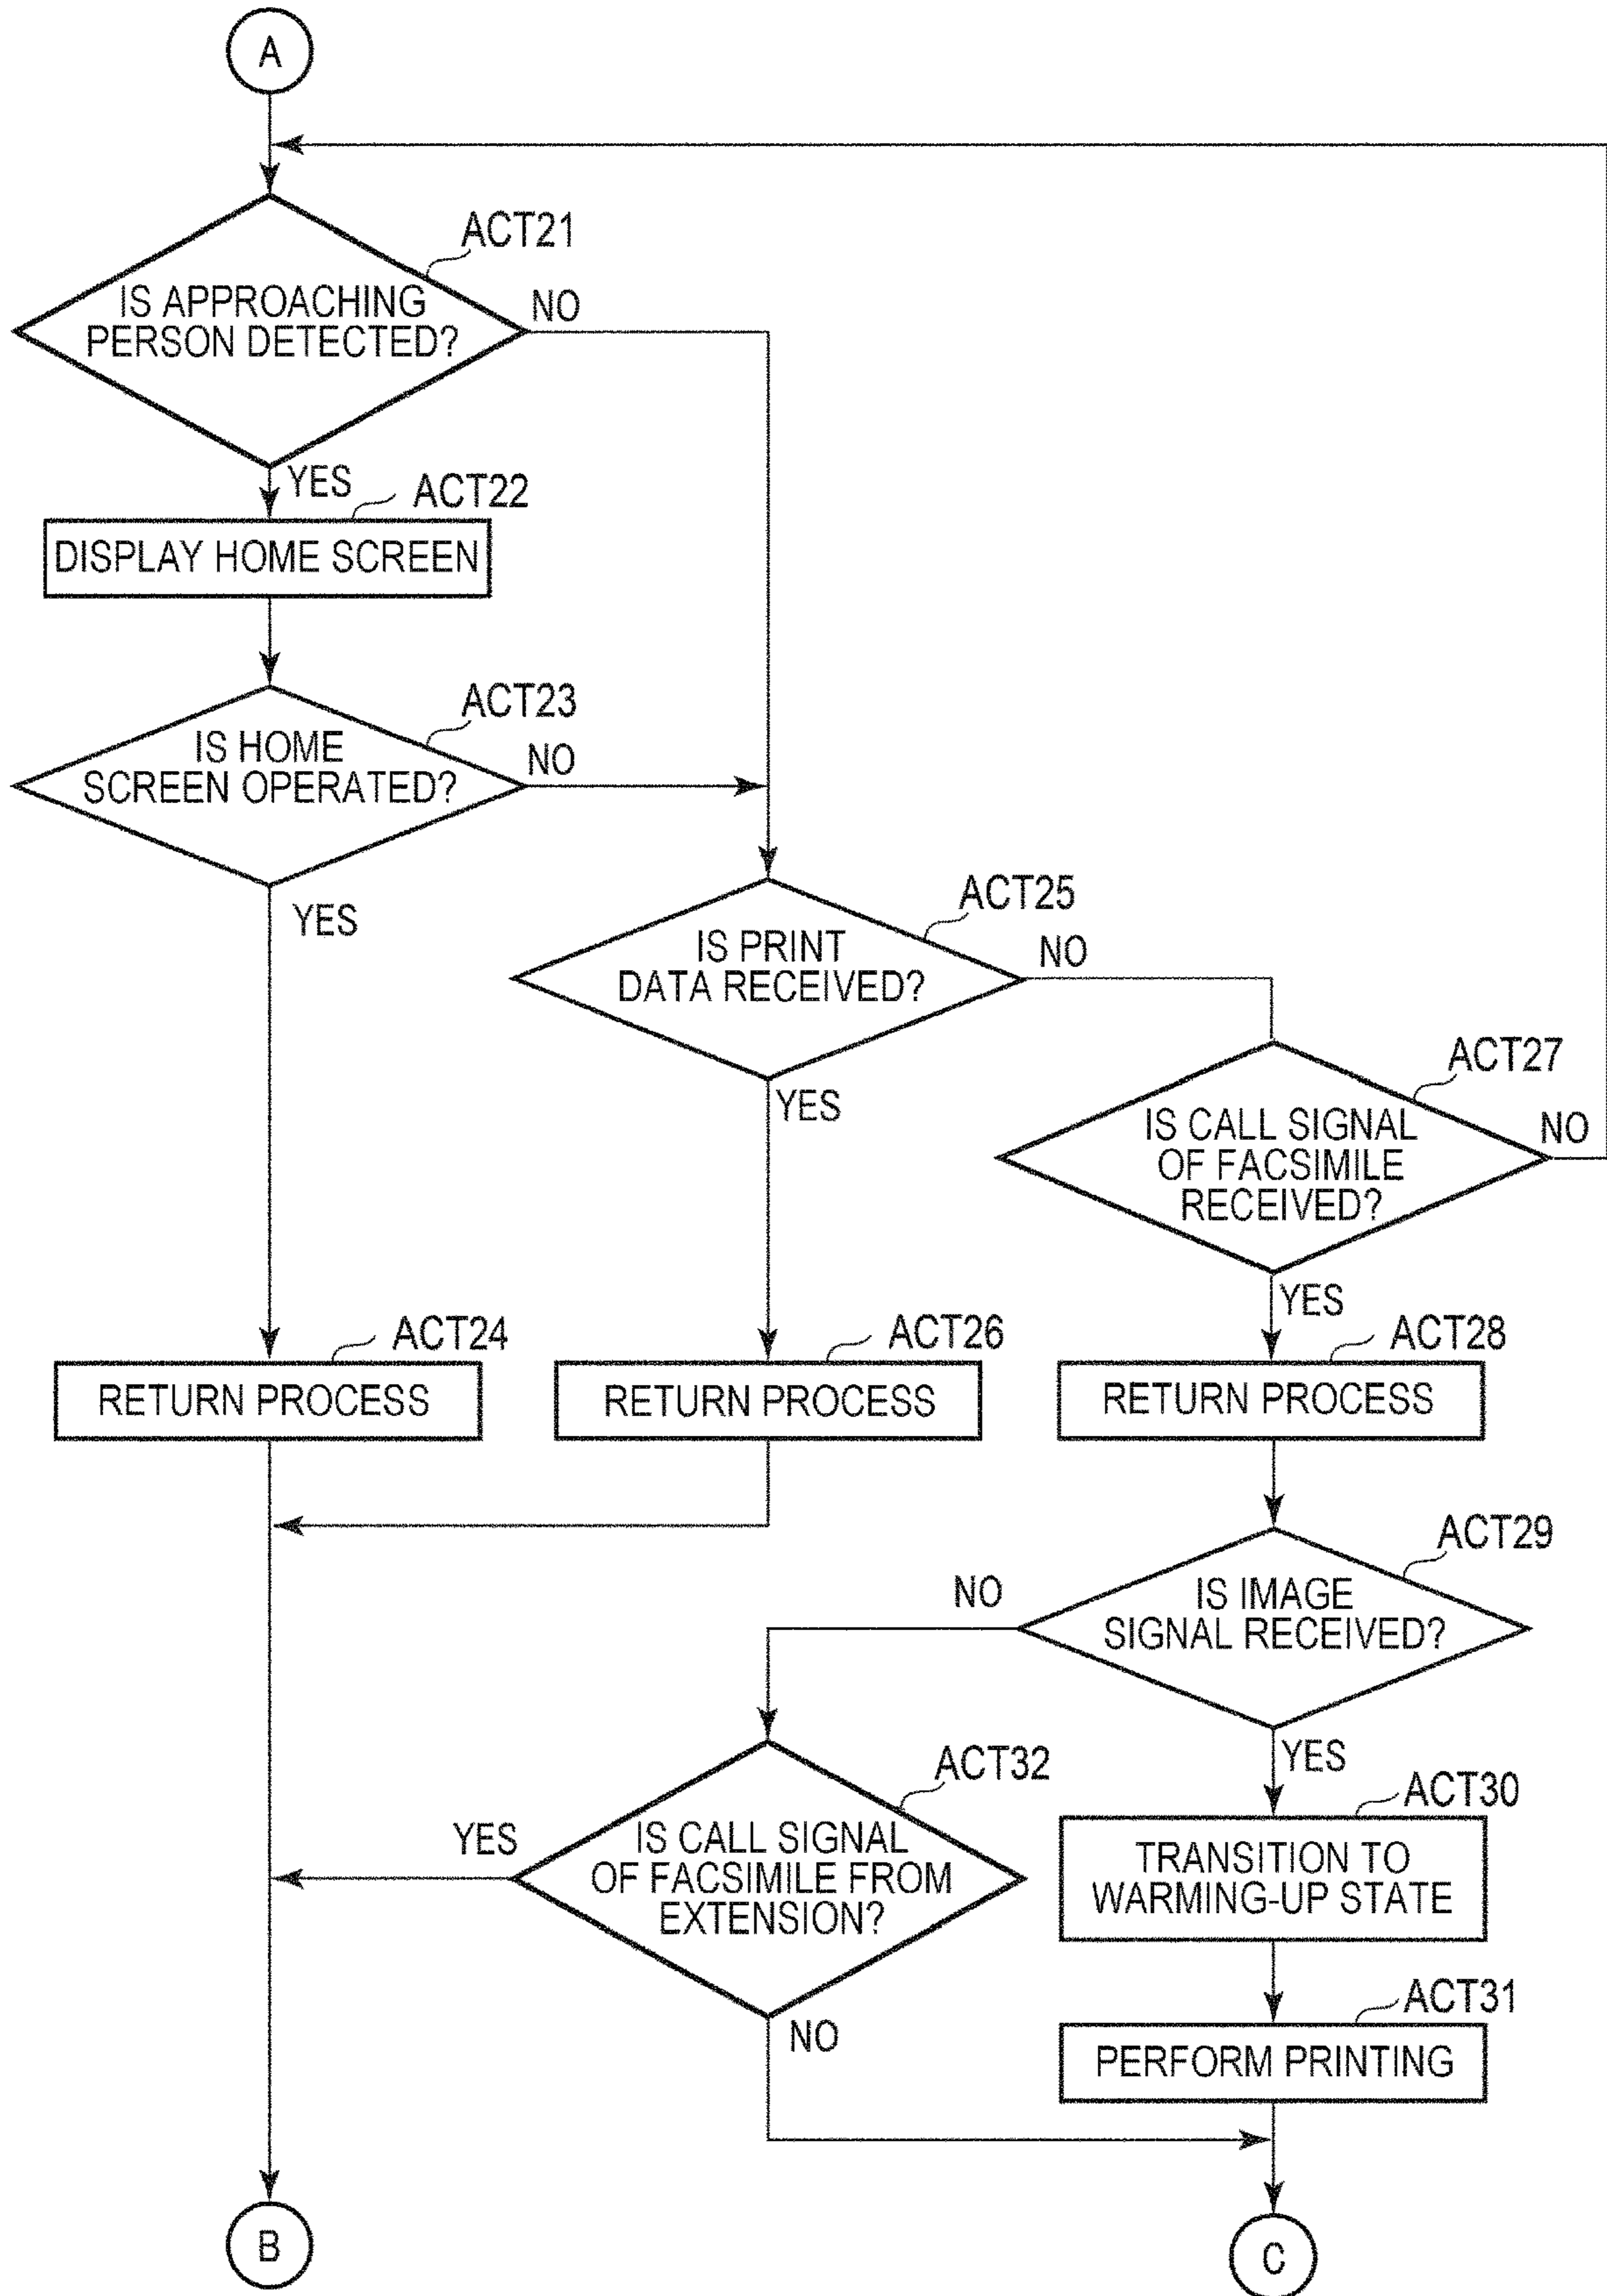 A
ACT21
IS APPROACHING
PERSON DETECTED?
NO
YES
ACT22
DISPLAY HOME SCREEN
ACT23
IS HOME
SCREEN OPERATED?
NO
YES
ACT25
IS PRINT
DATA RECEIVED?
NO
YES
ACT27
IS CALL SIGNAL
OF FACSIMILE
RECEIVED?
NO
YES
ACT24
RETURN PROCESS
ACT26
RETURN PROCESS
ACT28
RETURN PROCESS
ACT29
IS IMAGE
SIGNAL RECEIVED?
NO
YES
ACT32
IS CALL SIGNAL
OF FACSIMILE FROM
EXTENSION?
YES
NO
ACT30
TRANSITION TO
WARMING-UP STATE
ACT31
PERFORM PRINTING
B
C